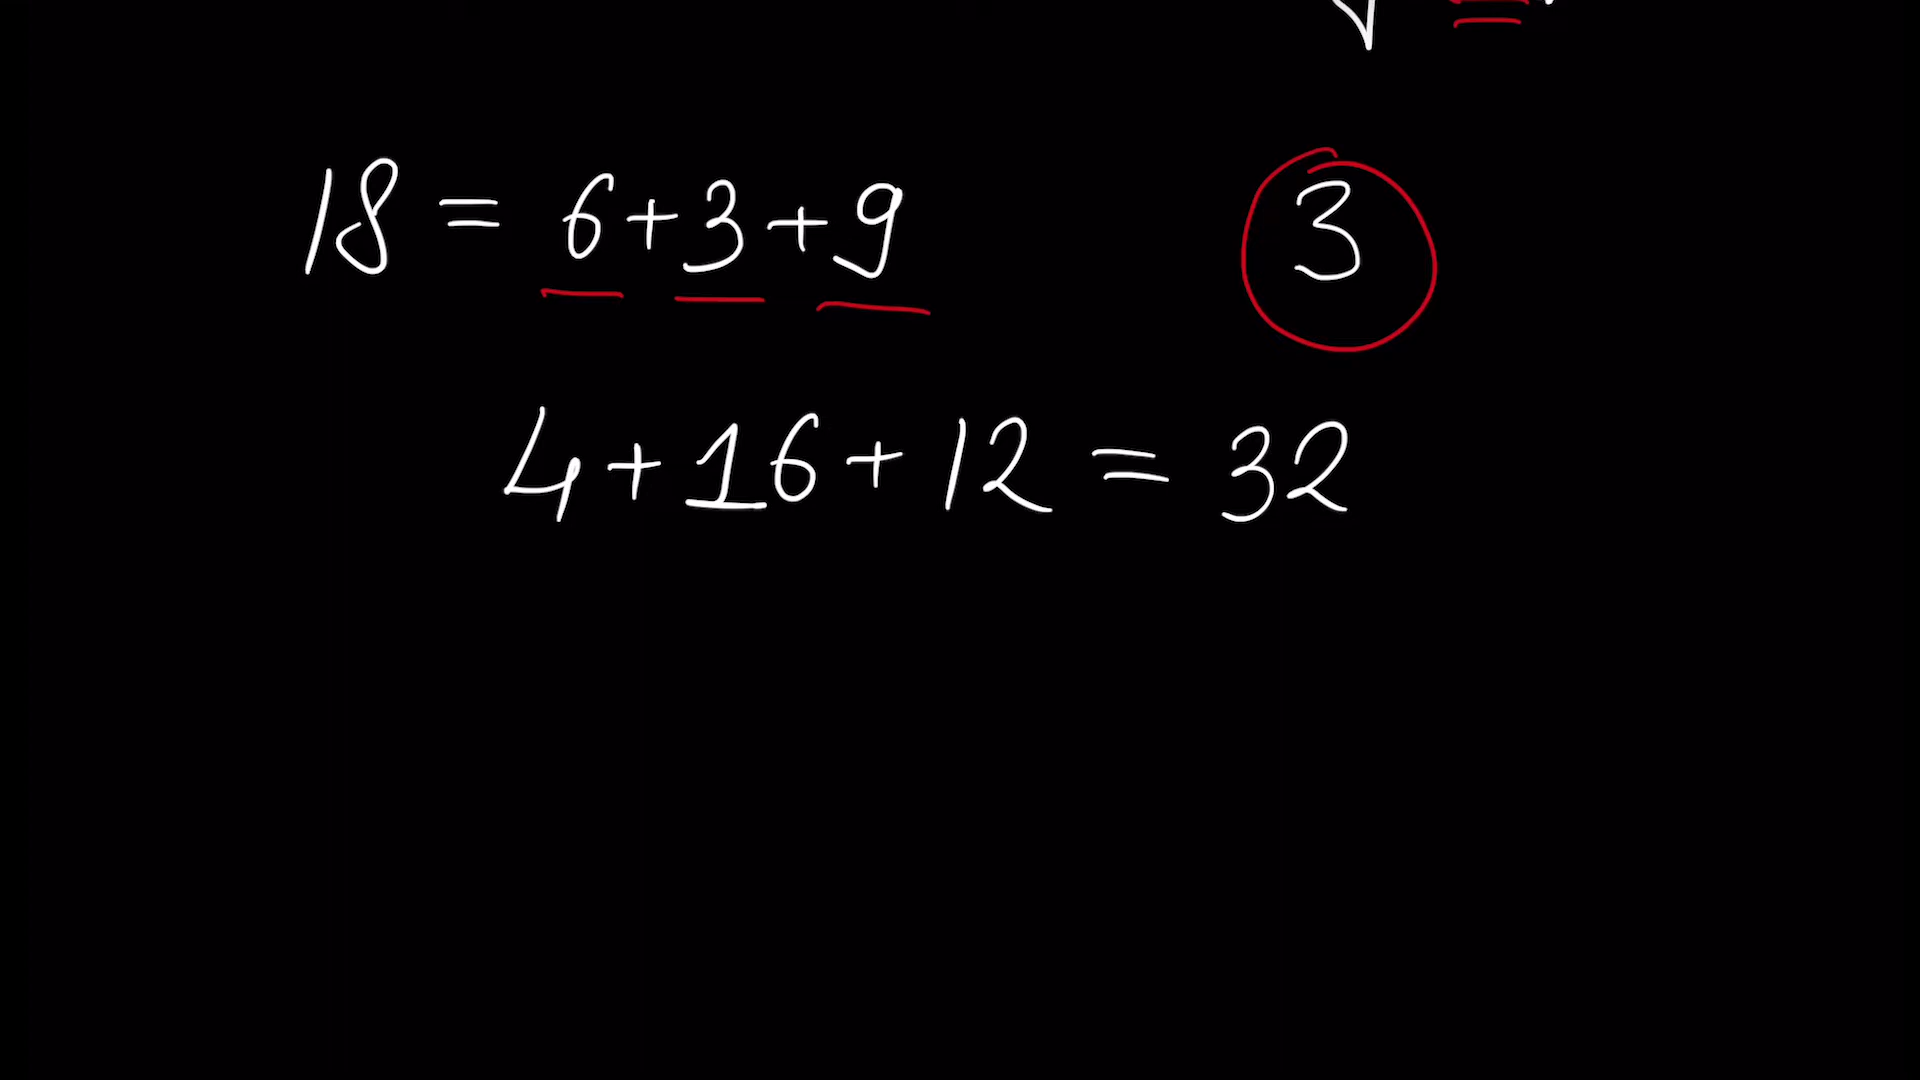 18 = 6+3+9 3
4+16+12 = 32